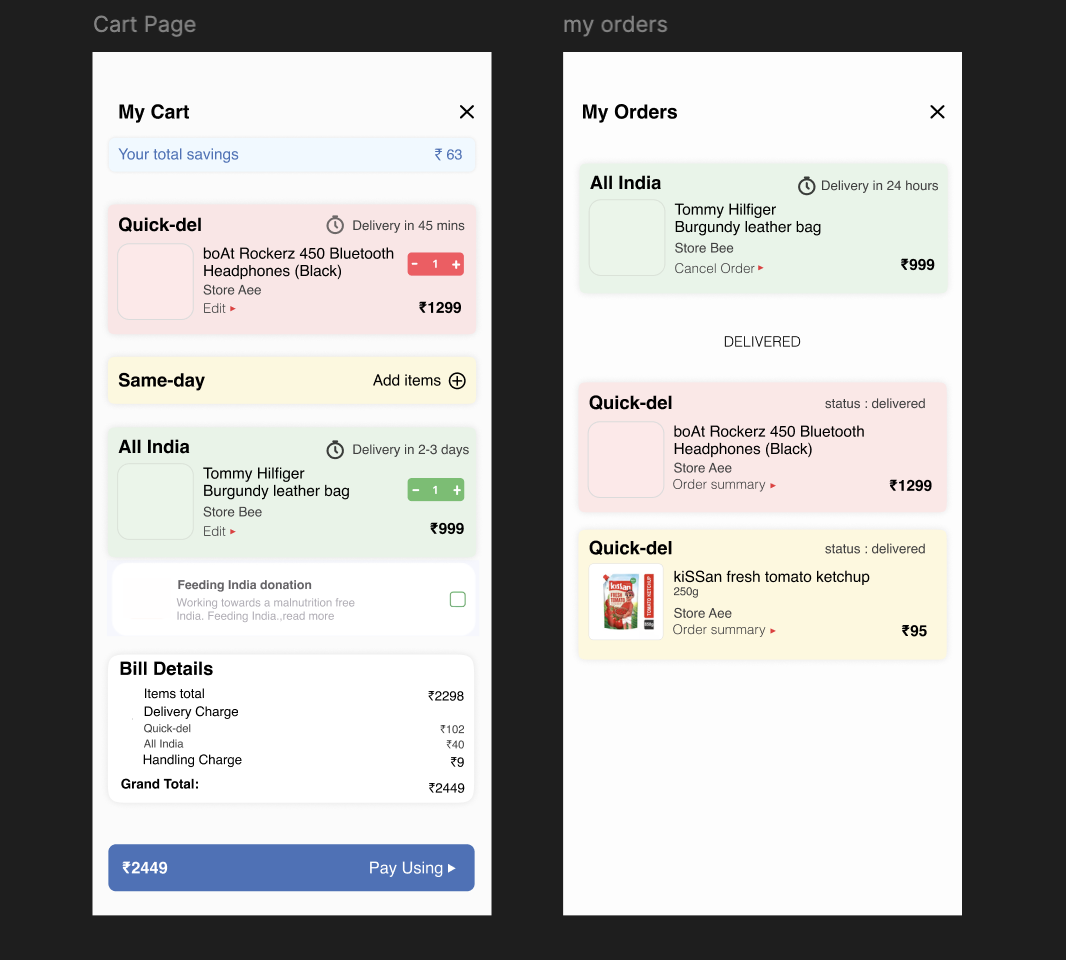 Cart Page
My Cart
Your total savings ₹ 63
Quick-del Delivery in 45 mins
boAt Rockerz 450 Bluetooth
Headphones (Black)
- 1 +
Store Aee
Edit ▸
₹1299
Same-day Add items
All India Delivery in 2-3 days
Tommy Hilfiger
Burgundy leather bag
- 1 +
Store Bee
Edit ▸
₹999
Feeding India donation
Working towards a malnutrition free
India. Feeding India.,read more
Bill Details
Items total ₹2298
Delivery Charge
Quick-del ₹102
All India ₹40
Handling Charge ₹9
Grand Total: ₹2449
₹2449 Pay Using ▸
my orders
My Orders
All India Delivery in 24 hours
Tommy Hilfiger
Burgundy leather bag
Store Bee
Cancel Order ▸
₹999
DELIVERED
Quick-del status : delivered
boAt Rockerz 450 Bluetooth
Headphones (Black)
Store Aee
Order summary ▸
₹1299
Quick-del status : delivered
kiSSan fresh tomato ketchup
250g
Store Aee
Order summary ▸
₹95
Kissan
FRESH
TOMATO
TOMATO KETCHUP